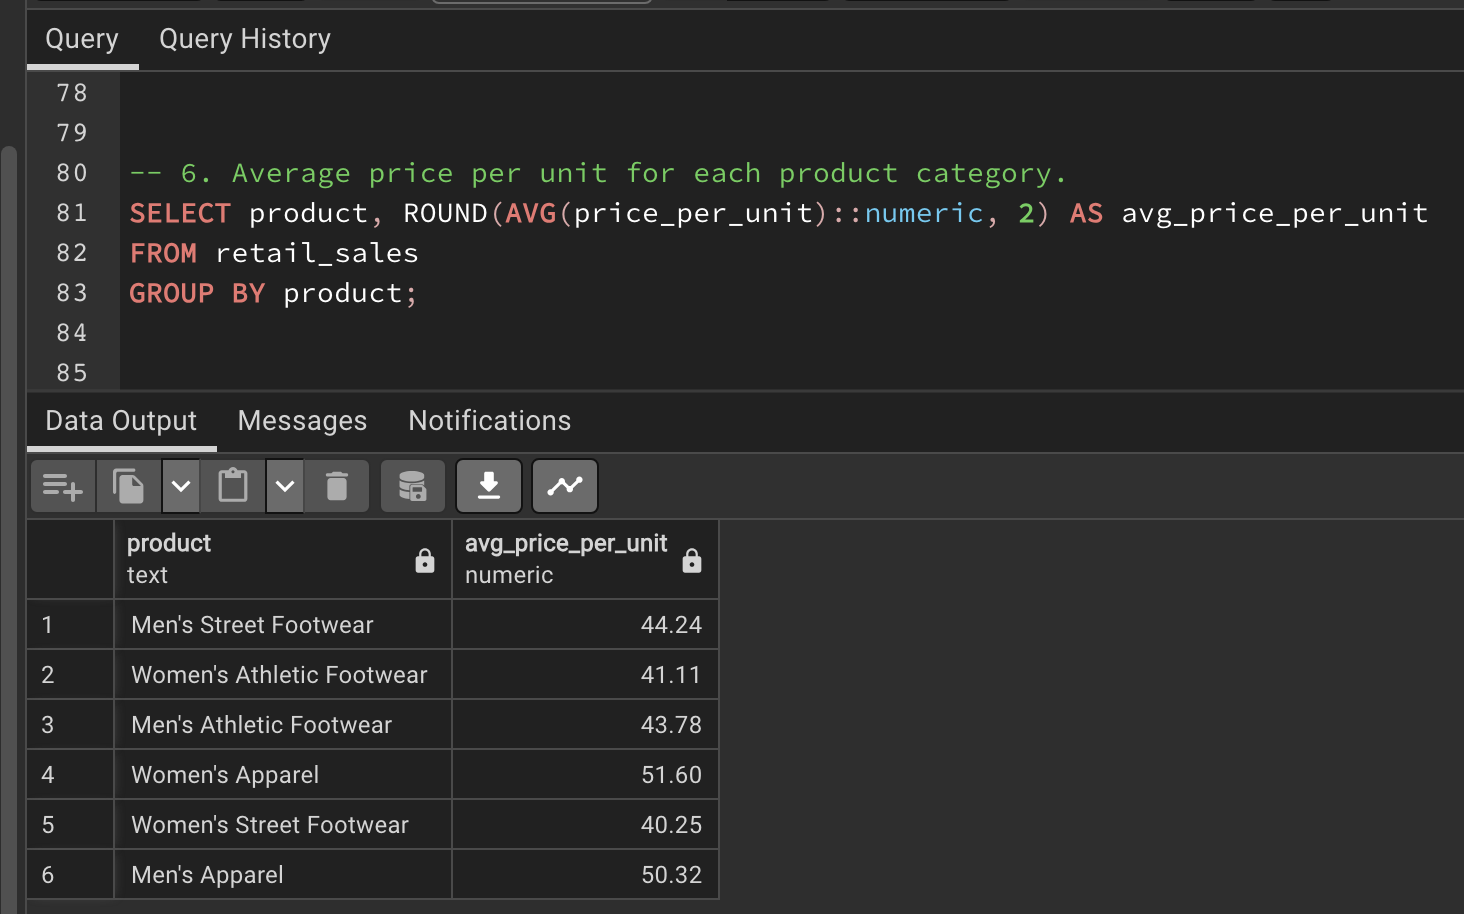 Query Query History
78
79
80 -- 6. Average price per unit for each product category.
81 SELECT product, ROUND(AVG(price_per_unit)::numeric, 2) AS avg_price_per_unit
82 FROM retail_sales
83 GROUP BY product;
84
85
Data Output Messages Notifications
product avg_price_per_unit
text numeric
1 Men's Street Footwear 44.24
2 Women's Athletic Footwear 41.11
3 Men's Athletic Footwear 43.78
4 Women's Apparel 51.60
5 Women's Street Footwear 40.25
6 Men's Apparel 50.32